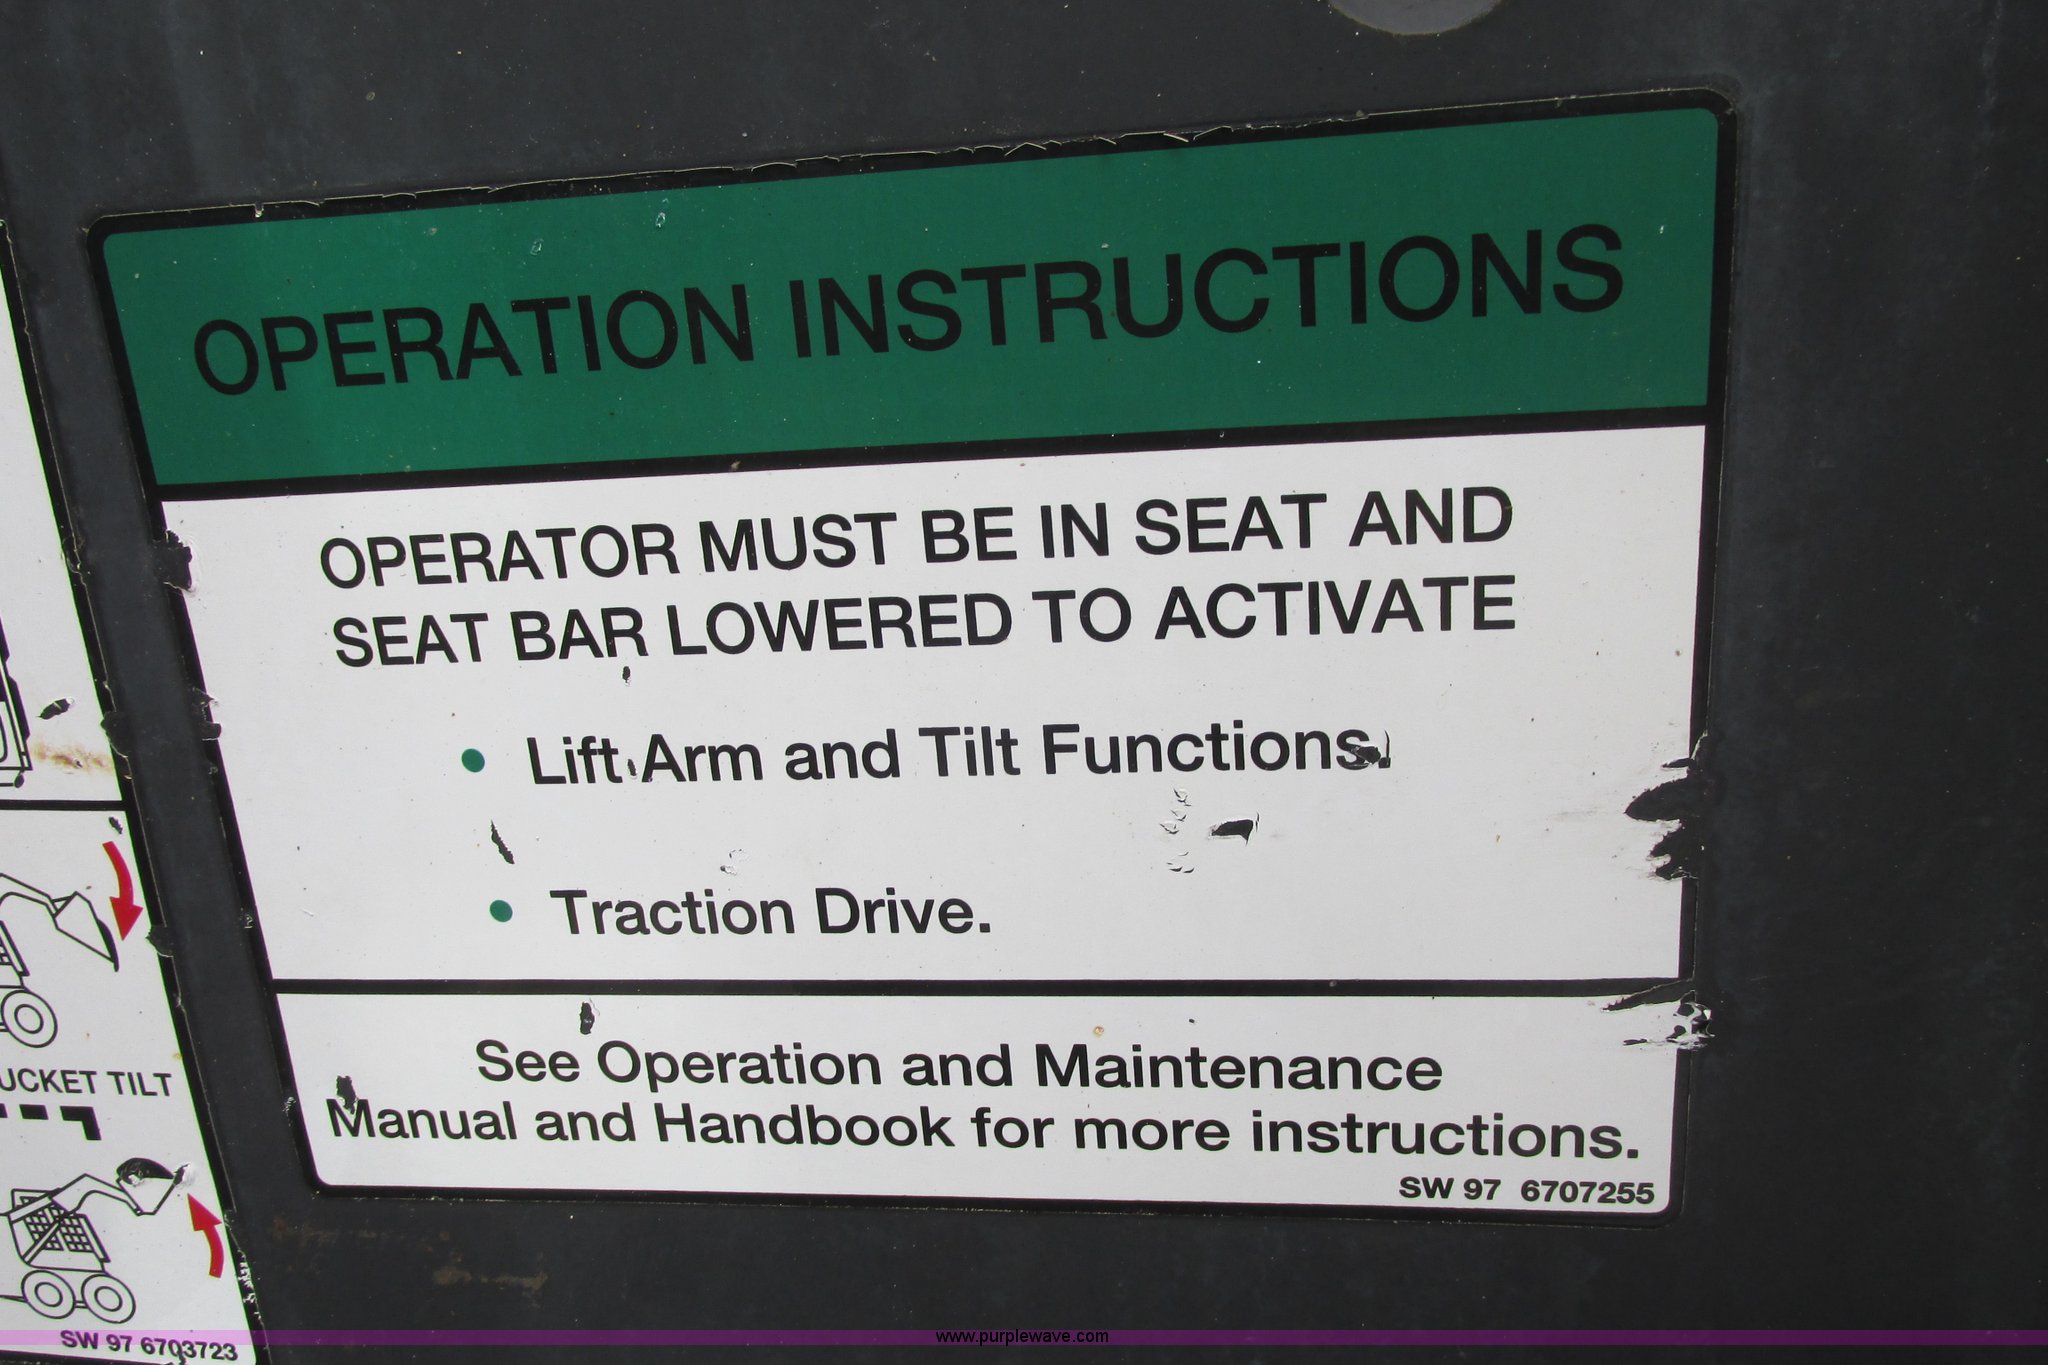 OPERATION INSTRUCTIONS
OPERATOR MUST BE IN SEAT AND
SEAT BAR LOWERED TO ACTIVATE
• Lift Arm and Tilt Functions.
• Traction Drive.
See Operation and Maintenance
Manual and Handbook for more instructions.
SW 97 6707255
UCKET TILT
SW 97 6703723
www.purplewave.com